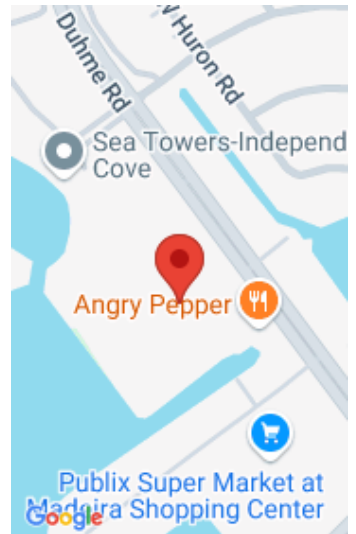 Duhme Rd
W Huron Rd
Sea Towers-Independ
Cove
Angry Pepper
Publix Super Market at
Madeira Shopping Center
Google